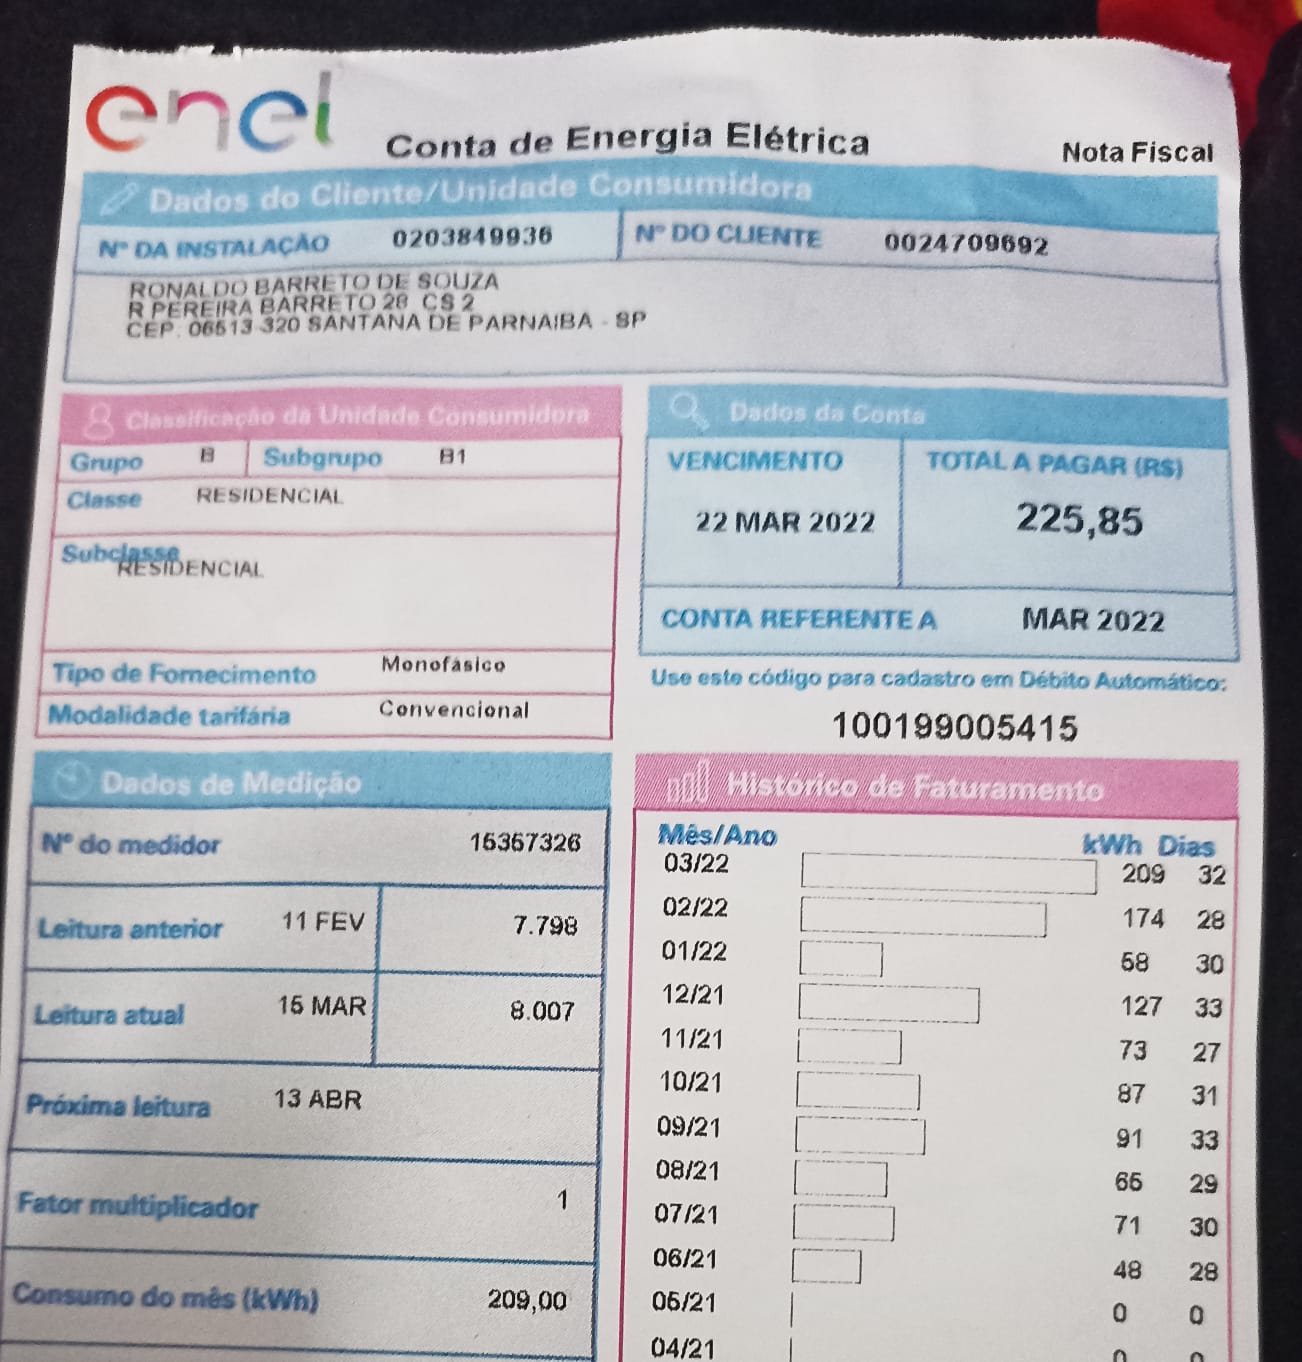 enel
Conta de Energia Elétrica
Nota Fiscal
Dados do Cliente/Unidade Consumidora
Nº DA INSTALAÇÃO 0203849936 Nº DO CLIENTE 0024709692
RONALDO BARRETO DE SOUZA
R PEREIRA BARRETO 28 CS 2
CEP: 06513-320 SANTANA DE PARNAIBA - SP
Classificação da Unidade Consumidora
Grupo B Subgrupo B1
Classe RESIDENCIAL
Subclasse
RESIDENCIAL
Tipo de Fornecimento Monofásico
Modalidade tarifária Convencional
Dados da Conta
VENCIMENTO TOTAL A PAGAR (R$)
22 MAR 2022 225,85
CONTA REFERENTE A MAR 2022
Use este código para cadastro em Débito Automático:
100199005415
Dados de Medição
Nº do medidor 15357326
Leitura anterior 11 FEV 7.798
Leitura atual 15 MAR 8.007
Próxima leitura 13 ABR
Fator multiplicador 1
Consumo do mês (kWh) 209,00
Histórico de Faturamento
Mês/Ano kWh Dias
03/22 209 32
02/22 174 28
01/22 58 30
12/21 127 33
11/21 73 27
10/21 87 31
09/21 91 33
08/21 65 29
07/21 71 30
06/21 48 28
05/21 0 0
04/21 0 0